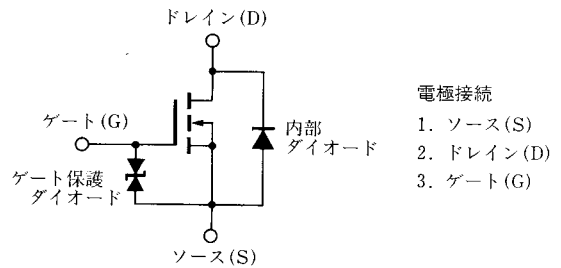 ドレイン(D)
ゲート(G)
内部
ダイオード
ゲート保護
ダイオード
ソース(S)
電極接続
1. ソース(S)
2. ドレイン(D)
3. ゲート(G)